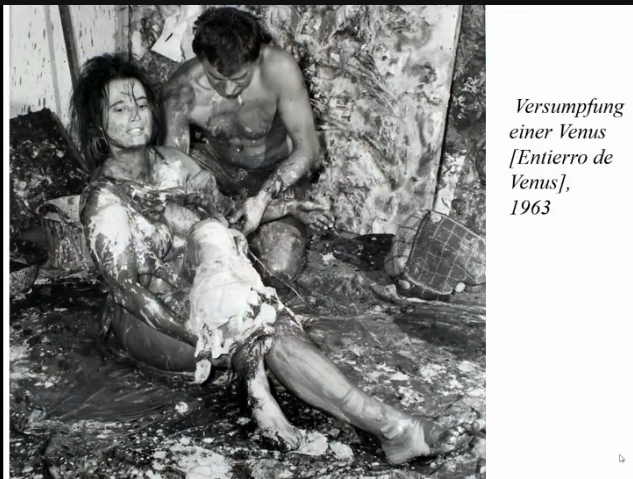 Versumpfung
einer Venus
[Entierro de
Venus],
1963